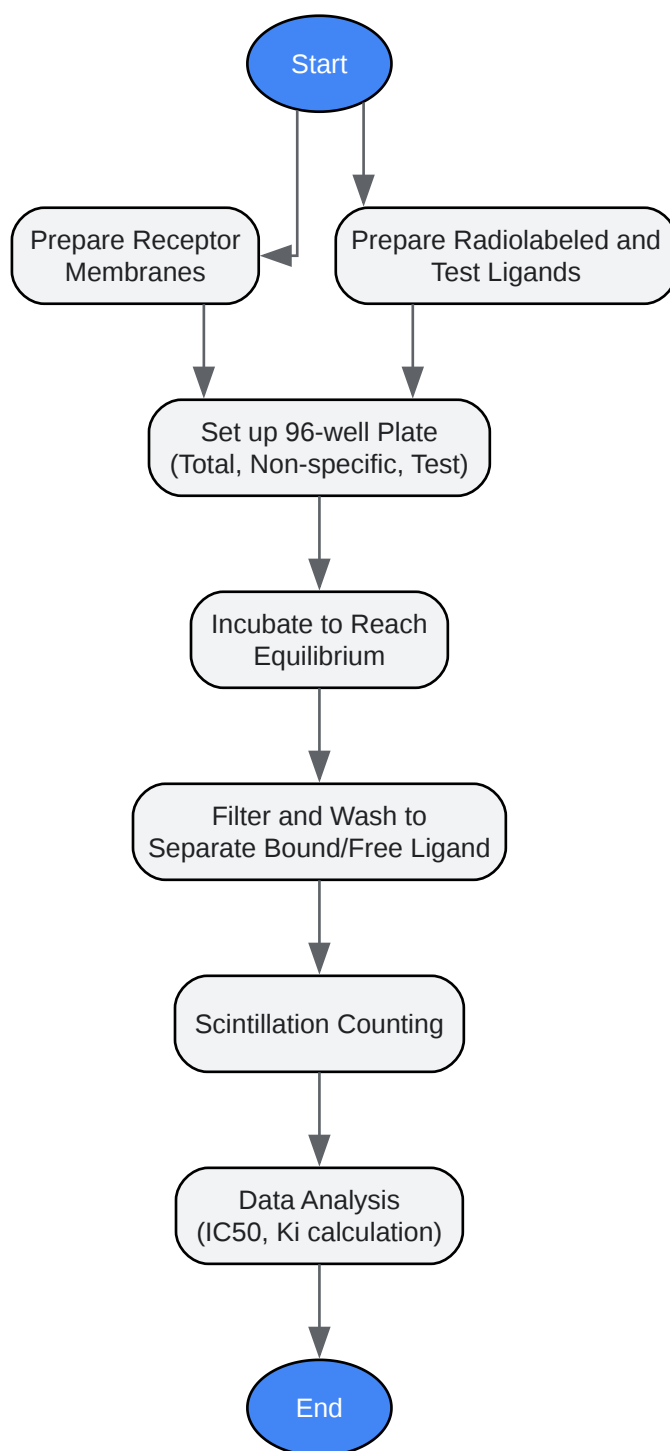 Start
Prepare Receptor
Membranes
Prepare Radiolabeled and
Test Ligands
Set up 96-well Plate
(Total, Non-specific, Test)
Incubate to Reach
Equilibrium
Filter and Wash to
Separate Bound/Free Ligand
Scintillation Counting
Data Analysis
(IC50, Ki calculation)
End